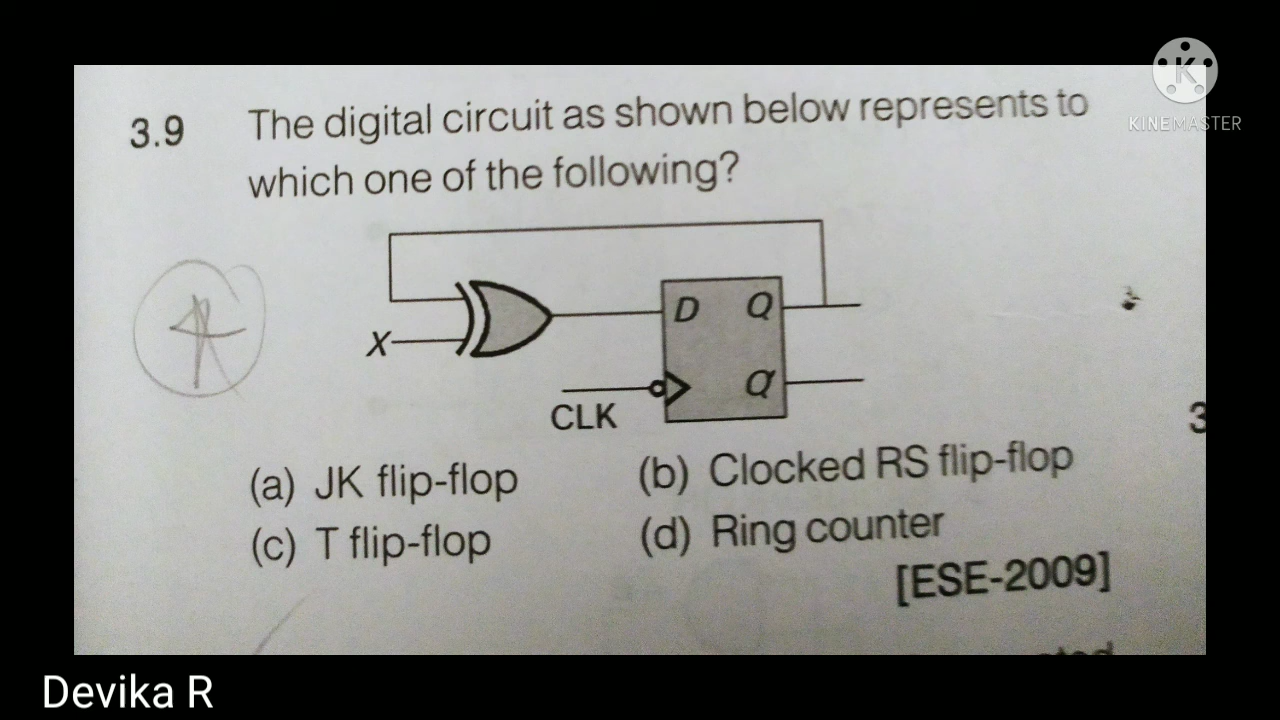 KINEMASTER
3.9 The digital circuit as shown below represents to
which one of the following?
D Q
X
Q'
CLK
3
(a) JK flip-flop (b) Clocked RS flip-flop
(c) T flip-flop (d) Ring counter
[ESE-2009]
Devika R